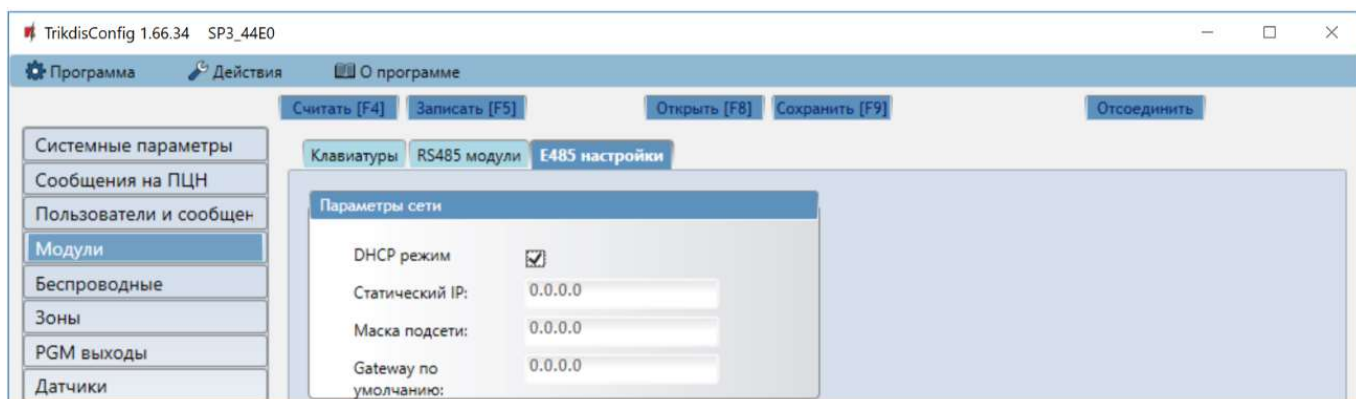 TrikdisConfig 1.66.34 SP3_44E0
Программа Действия О программе
Считать [F4] Записать [F5] Открыть [F8] Сохранить [F9] Отсоединить
Системные параметры
Сообщения на ПЦН
Пользователи и сообщен
Модули
Беспроводные
Зоны
PGM выходы
Датчики
Клавиатуры RS485 модули E485 настройки
Параметры сети
DHCP режим
Статический IP: 0.0.0.0
Маска подсети: 0.0.0.0
Gateway по 0.0.0.0
умолчанию: